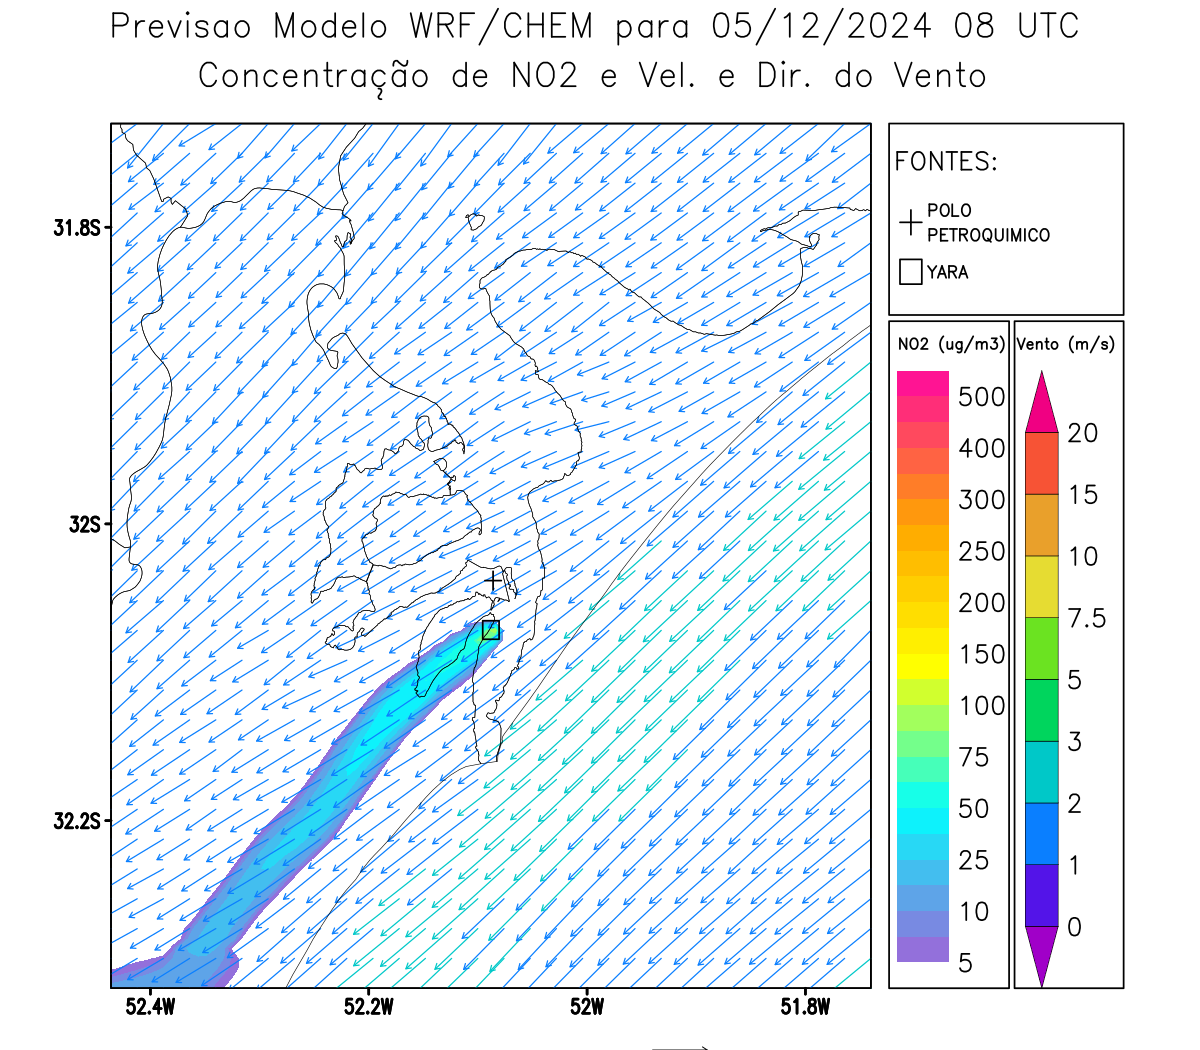 Previsao Modelo WRF/CHEM para 05/12/2024 08 UTC
Concentração de NO2 e Vel. e Dir. do Vento
FONTES:
POLO
PETROQUIMICO
YARA
31.8S
32S
32.2S
52.4W
52.2W
52W
51.8W
NO2 (ug/m3)
500
400
300
250
200
150
100
75
50
25
10
5
Vento (m/s)
20
15
10
7.5
5
3
2
1
0